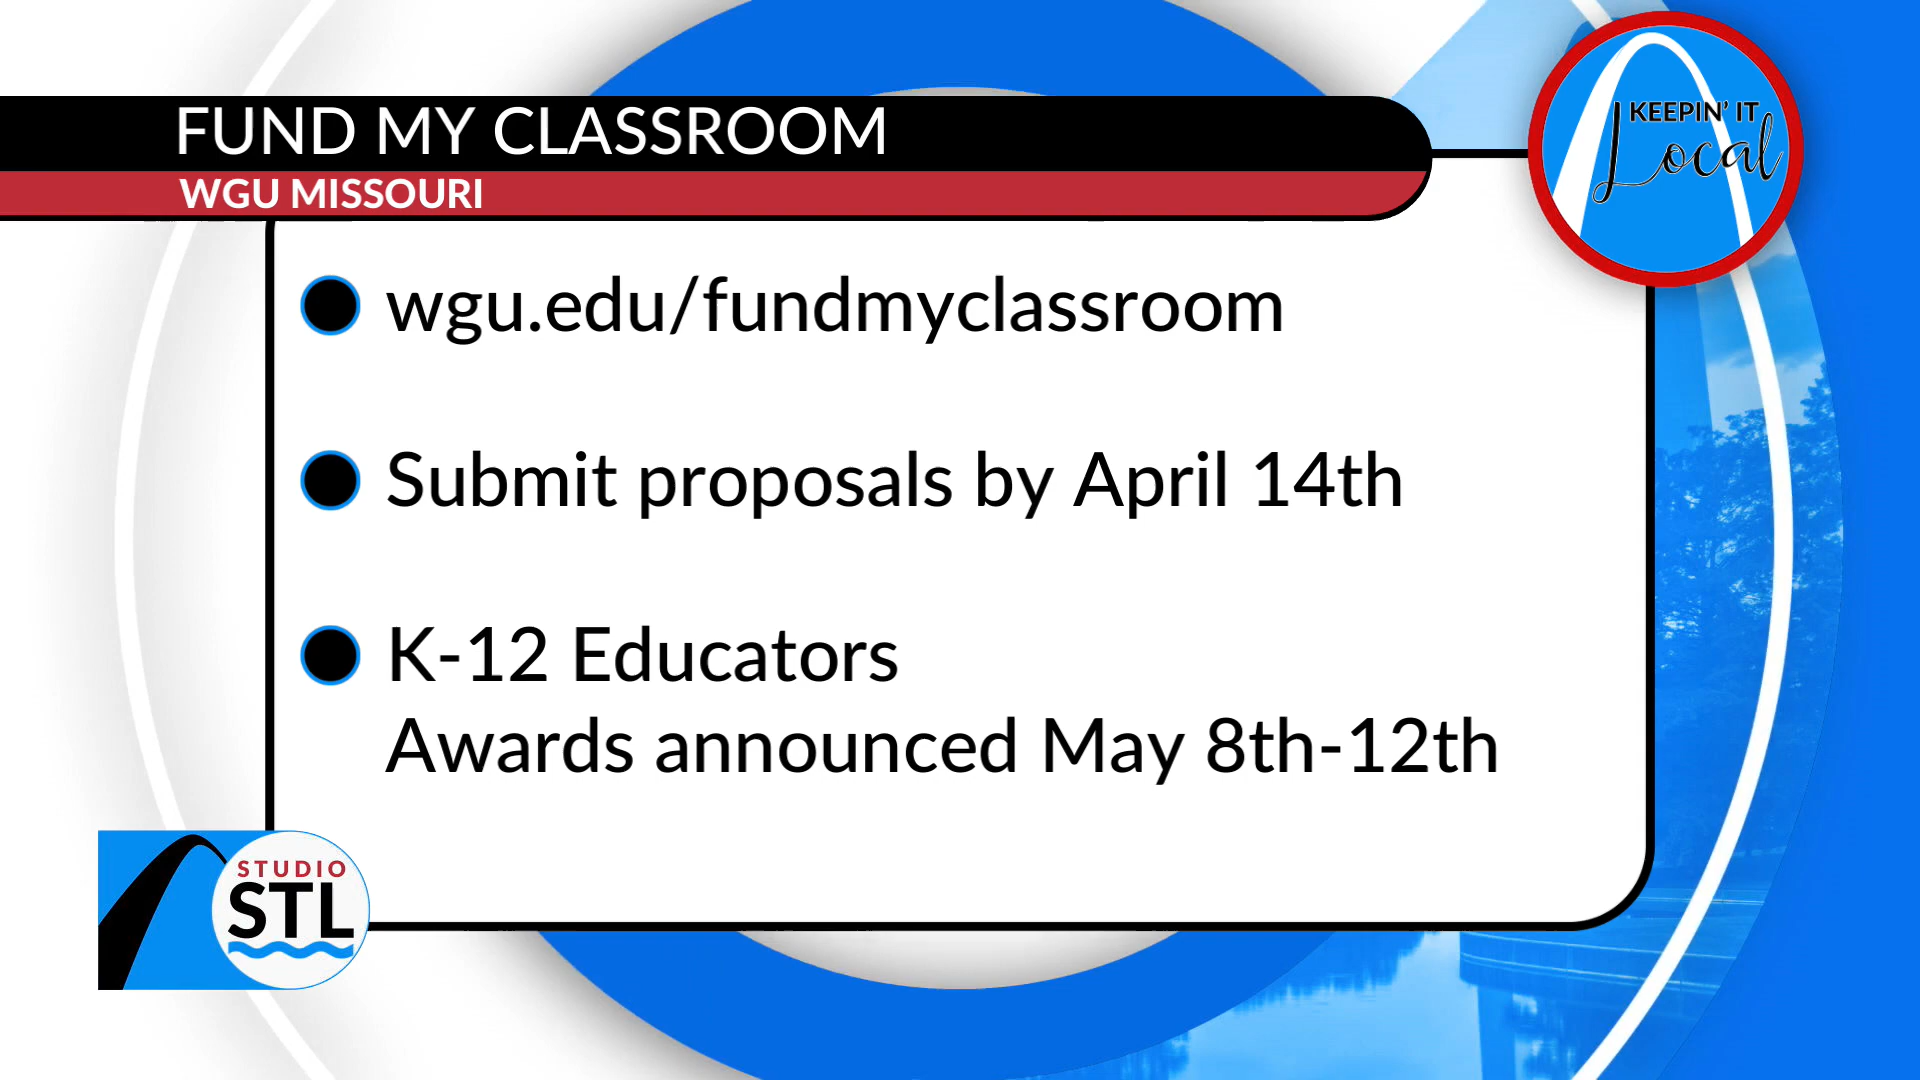 FUND MY CLASSROOM
WGU MISSOURI
KEEPIN' IT
Local
wgu.edu/fundmyclassroom
Submit proposals by April 14th
K-12 Educators
Awards announced May 8th-12th
STUDIO
STL